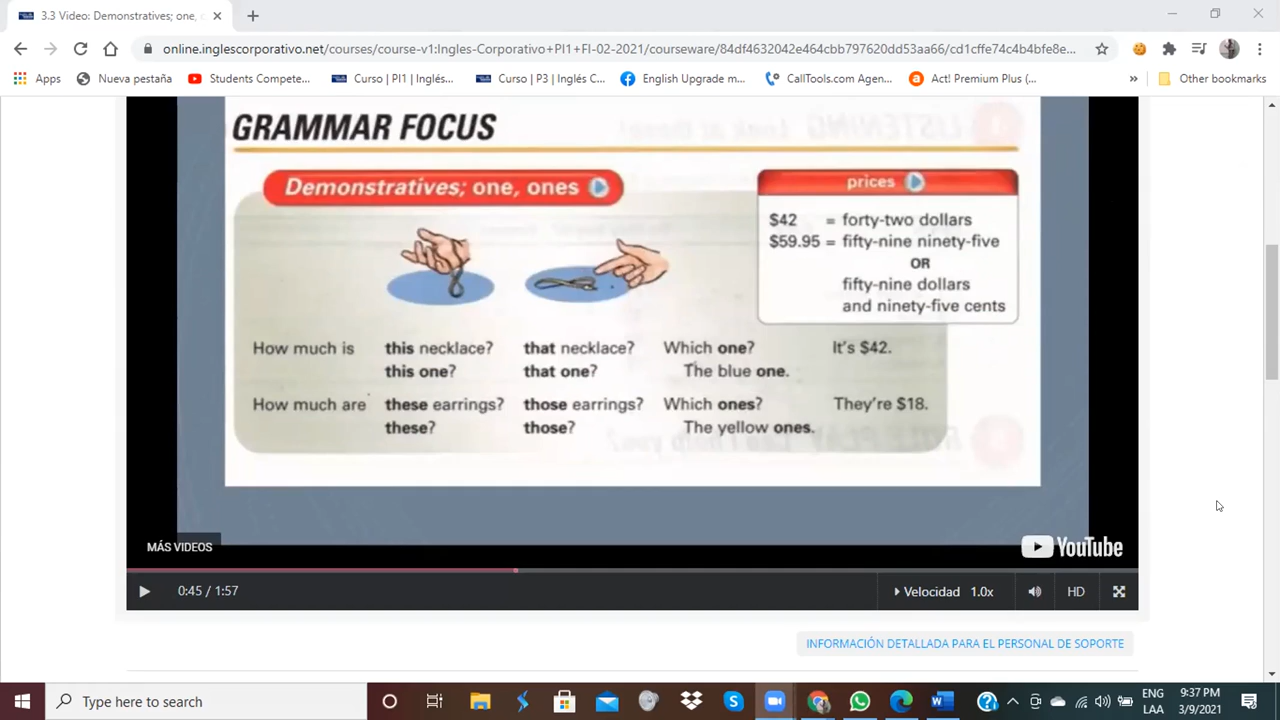 3.3 Video: Demonstratives; one, o
online.inglescorporativo.net/courses/course-v1:Ingles-Corporativo+PI1+FI-02-2021/courseware/84df4632042e464cbb797620dd53aa66/cd1cffe74c4b4bfe8e...
Apps Nueva pestaña Students Compete... Curso | PI1 | Inglés... Curso | P3 | Inglés C... English Upgrade m... CallTools.com Agen... Act! Premium Plus (... » Other bookmarks
GRAMMAR FOCUS
Demonstratives; one, ones
prices
$42 = forty-two dollars
$59.95 = fifty-nine ninety-five
OR
fifty-nine dollars
and ninety-five cents
How much is this necklace? that necklace? Which one? It's $42.
this one? that one? The blue one.
How much are these earrings? those earrings? Which ones? They're $18.
these? those? The yellow ones.
MÁS VIDEOS
YouTube
0:45 / 1:57 Velocidad 1.0x HD
INFORMACIÓN DETALLADA PARA EL PERSONAL DE SOPORTE
Type here to search
ENG 9:37 PM
LAA 3/9/2021